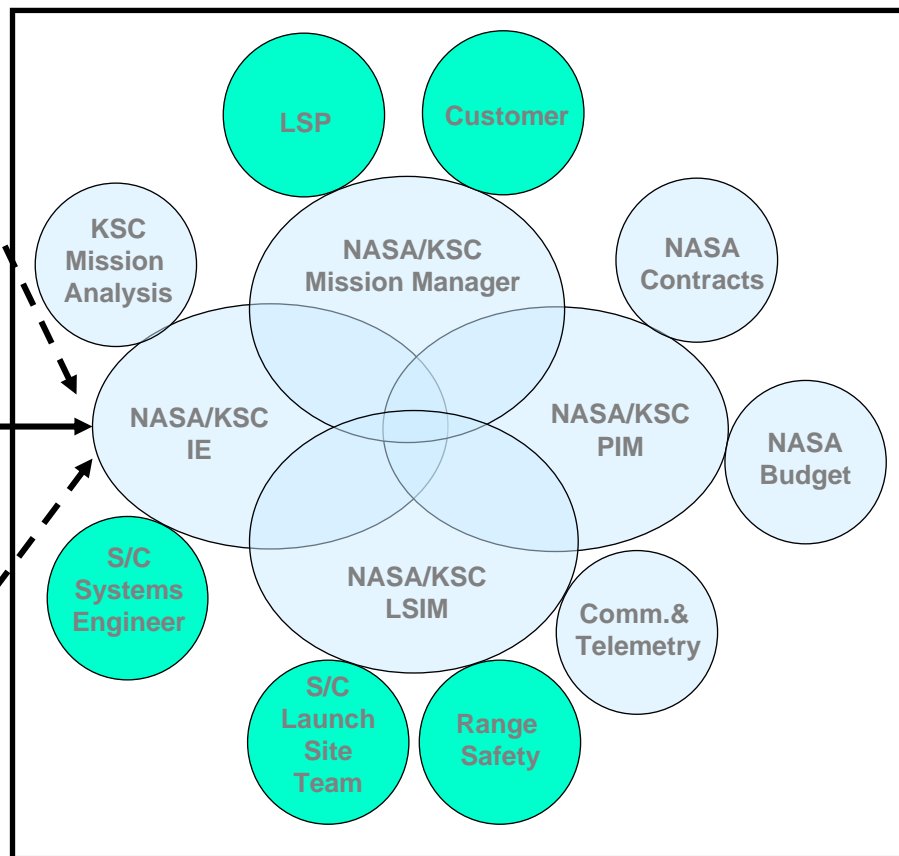 LSP
Customer
KSC
Mission
Analysis
NASA/KSC
Mission Manager
NASA
Contracts
NASA/KSC
IE
NASA/KSC
PIM
NASA
Budget
S/C
Systems
Engineer
NASA/KSC
LSIM
Comm.&
Telemetry
S/C
Launch
Site
Team
Range
Safety